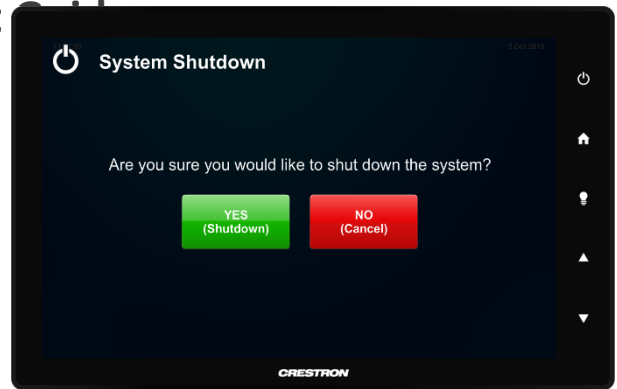 System Shutdown
5 Oct 2018
Are you sure you would like to shut down the system?
YES
(Shutdown)
NO
(Cancel)
CRESTRON